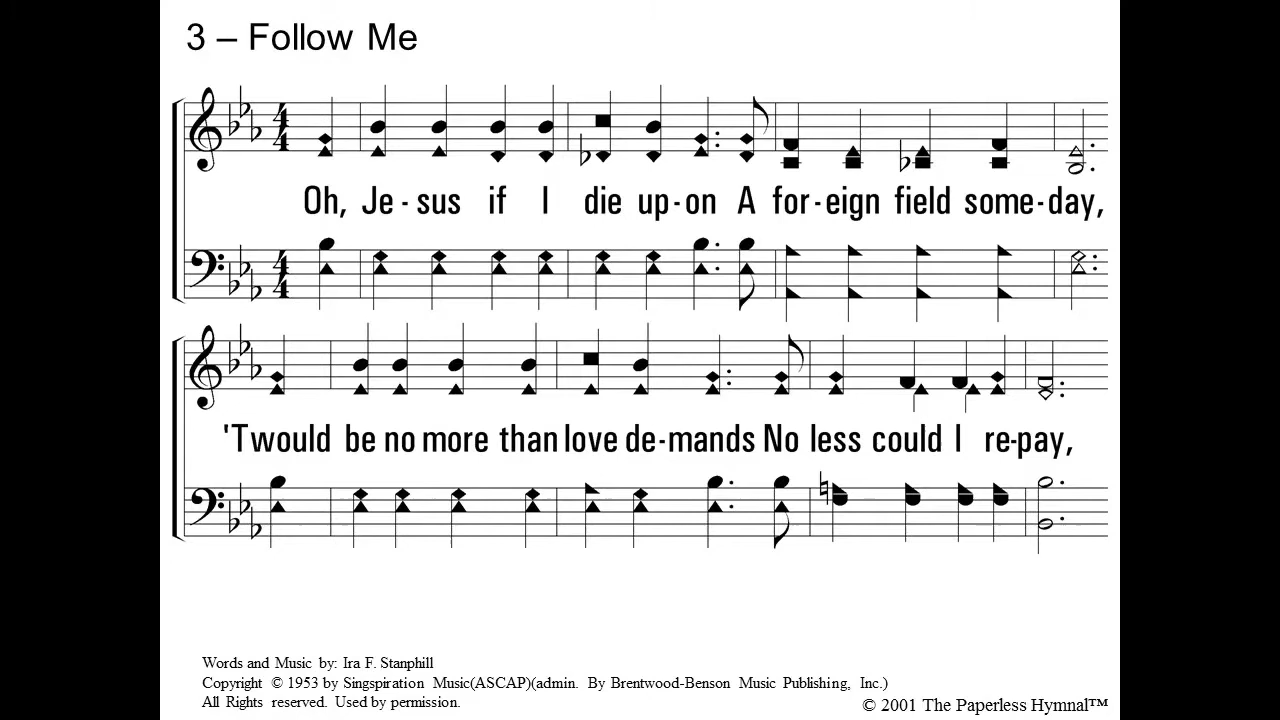 3 – Follow Me
Oh, Je - sus if I die up - on A for - eign field some - day,
'Twould be no more than love de - mands No less could I re - pay,
Words and Music by: Ira F. Stanphill
Copyright © 1953 by Singspiration Music(ASCAP)(admin. By Brentwood-Benson Music Publishing, Inc.)
All Rights reserved. Used by permission.
© 2001 The Paperless Hymnal™